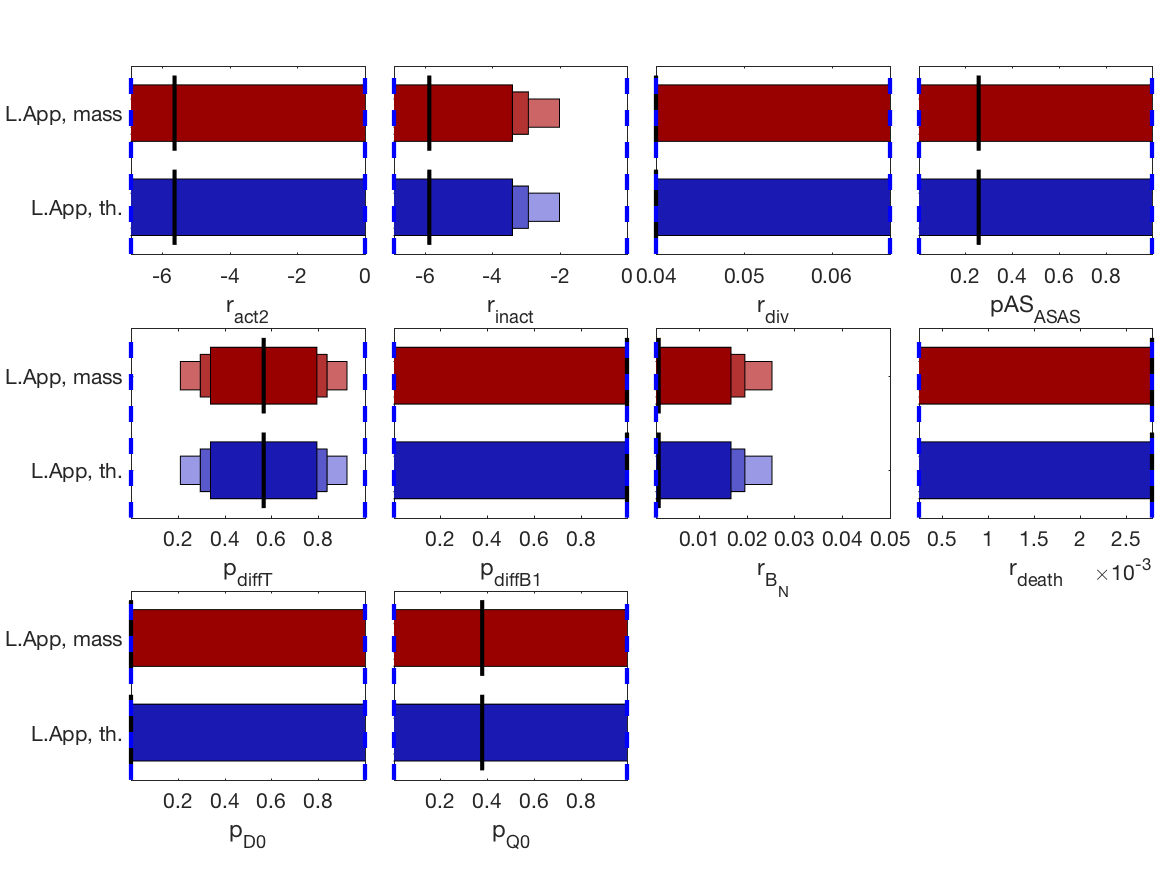 L.App, mass
L.App, th.
-6 -4 -2 0
-6 -4 -2 0
0.04 0.05 0.06
0.2 0.4 0.6 0.8
r_act2
r_inact
r_div
pAS_ASAS
L.App, mass
L.App, th.
0.2 0.4 0.6 0.8
0.2 0.4 0.6 0.8
0.01 0.02 0.03 0.04 0.05
0.5 1 1.5 2 2.5
×10^-3
p_diffT
p_diffB1
r_B_N
r_death
L.App, mass
L.App, th.
0.2 0.4 0.6 0.8
0.2 0.4 0.6 0.8
p_D0
p_Q0